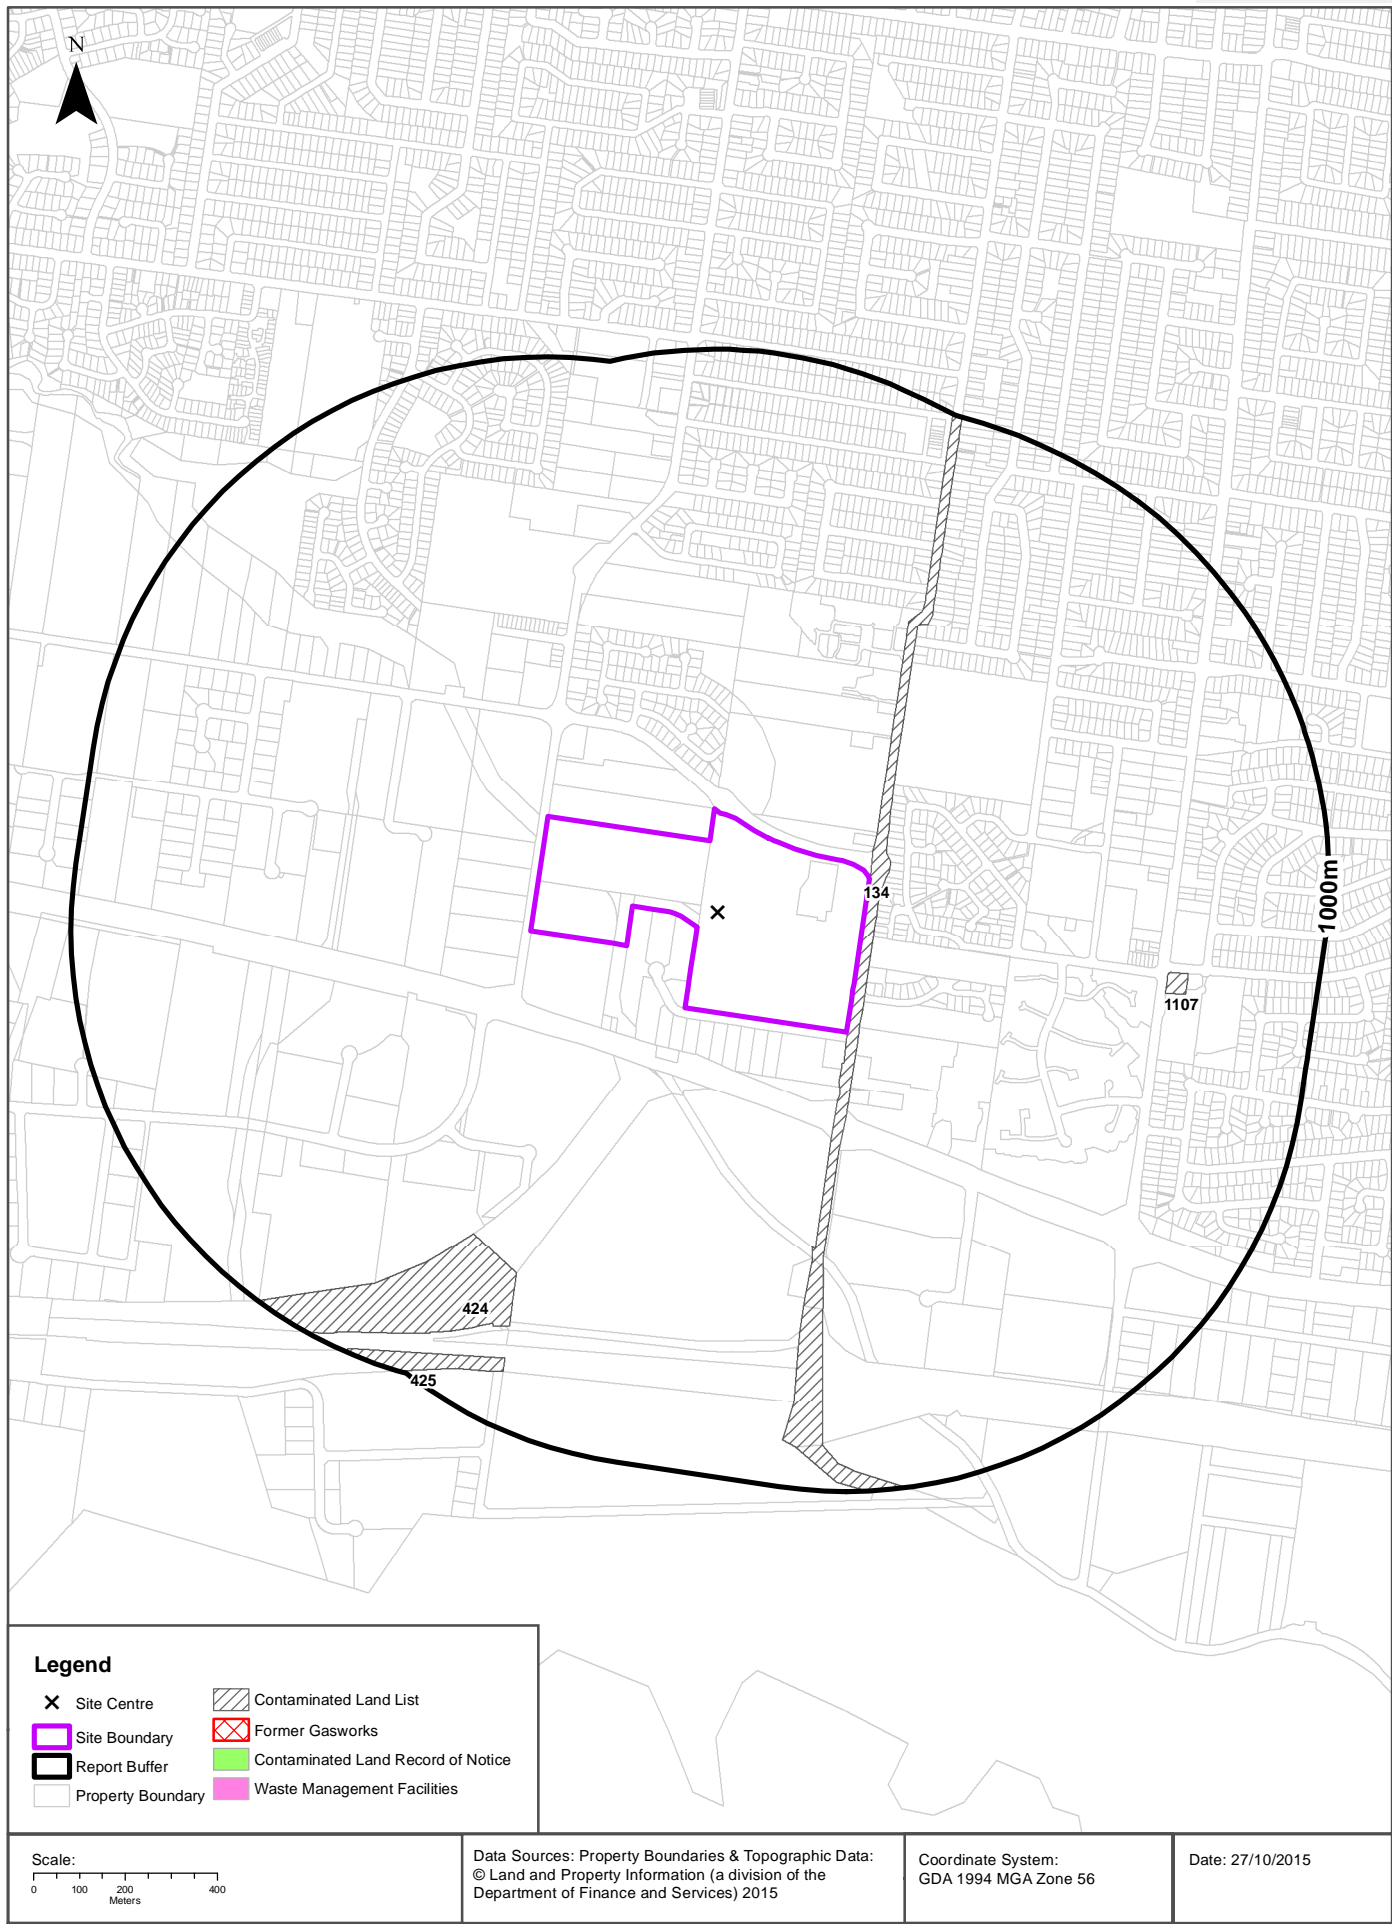 N
134
1000m
1107
424
425
Legend
Site Centre
Site Boundary
Report Buffer
Property Boundary
Contaminated Land List
Former Gasworks
Contaminated Land Record of Notice
Waste Management Facilities
Scale:
0 100 200 400
Meters
Data Sources: Property Boundaries & Topographic Data:
© Land and Property Information (a division of the
Department of Finance and Services) 2015
Coordinate System:
GDA 1994 MGA Zone 56
Date: 27/10/2015